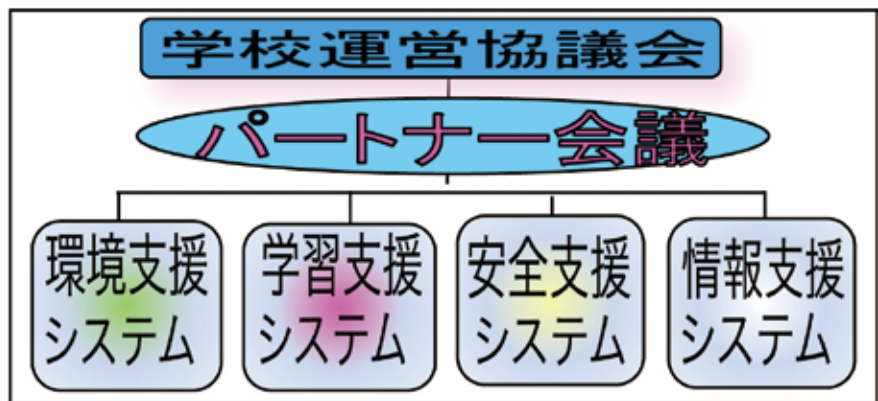 学校運営協議会
パートナー会議
環境支援
システム
学習支援
システム
安全支援
システム
情報支援
システム